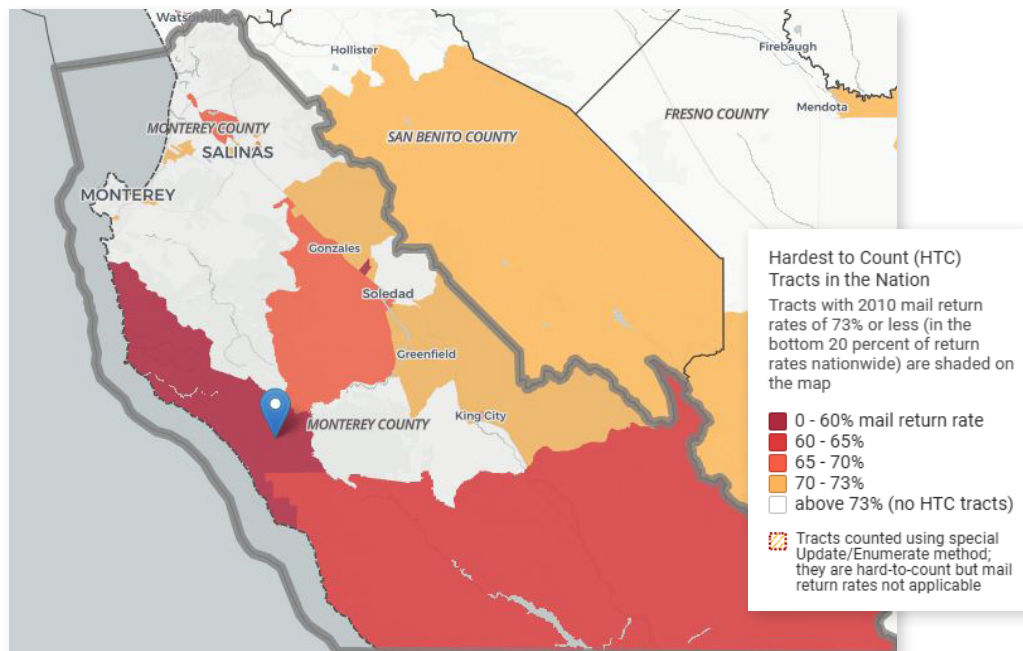 Watsonville
Hollister
Firebaugh
Mendota
FRESNO COUNTY
MONTEREY COUNTY
SAN BENITO COUNTY
SALINAS
MONTEREY
Gonzales
Soledad
Greenfield
King City
MONTEREY COUNTY
Hardest to Count (HTC)
Tracts in the Nation
Tracts with 2010 mail return
rates of 73% or less (in the
bottom 20 percent of return
rates nationwide) are shaded on
the map
0 - 60% mail return rate
60 - 65%
65 - 70%
70 - 73%
above 73% (no HTC tracts)
Tracts counted using special
Update/Enumerate method;
they are hard-to-count but mail
return rates not applicable